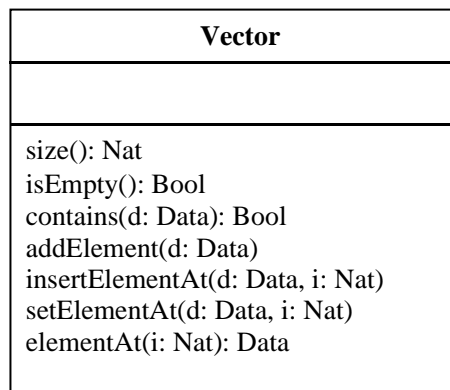 Vector
size(): Nat
isEmpty(): Bool
contains(d: Data): Bool
addElement(d: Data)
insertElementAt(d: Data, i: Nat)
setElementAt(d: Data, i: Nat)
elementAt(i: Nat): Data